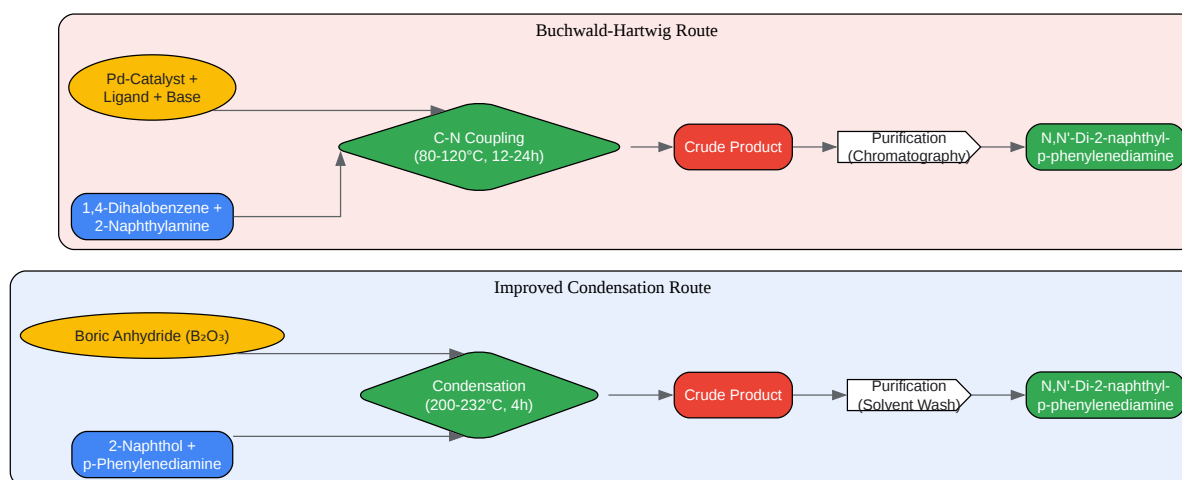 Buchwald-Hartwig Route
Pd-Catalyst +
Ligand + Base
C-N Coupling
(80-120°C, 12-24h)
Crude Product
Purification
(Chromatography)
N,N'-Di-2-naphthyl-
p-phenylenediamine
1,4-Dihalobenzene +
2-Naphthylamine
Improved Condensation Route
Boric Anhydride (B₂O₃)
Condensation
(200-232°C, 4h)
Crude Product
Purification
(Solvent Wash)
N,N'-Di-2-naphthyl-
p-phenylenediamine
2-Naphthol +
p-Phenylenediamine